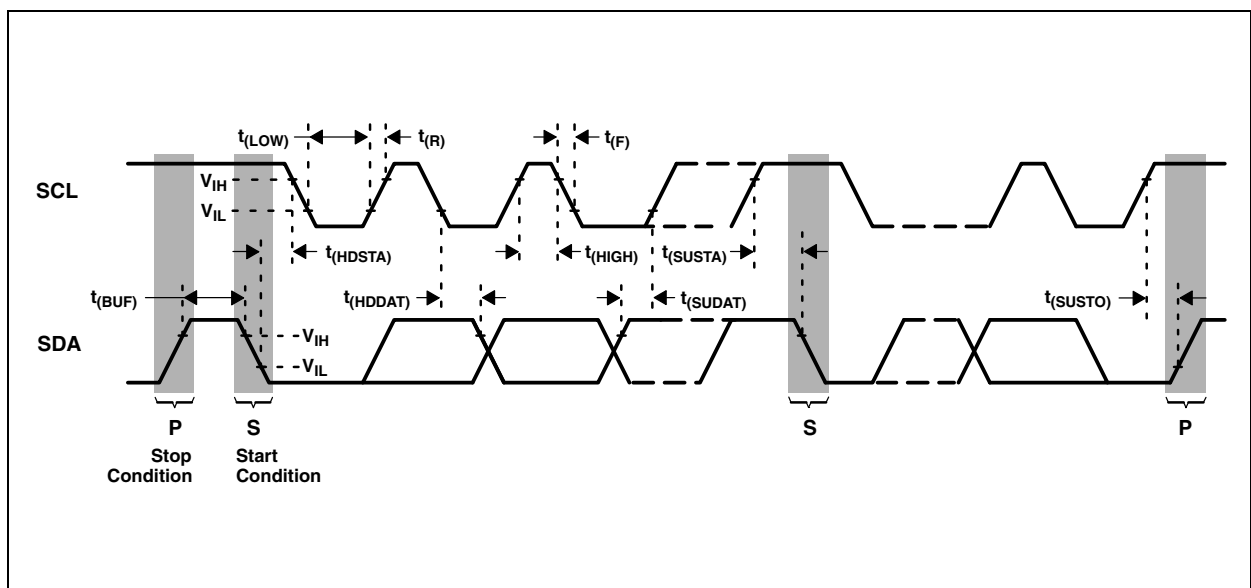 t(LOW)
t(R)
t(F)
SCL
VIH
VIL
t(HDSTA)
t(HIGH)
t(SUSTA)
t(BUF)
t(HDDAT)
t(SUDAT)
t(SUSTO)
SDA
VIH
VIL
P
S
S
P
Stop
Condition
Start
Condition